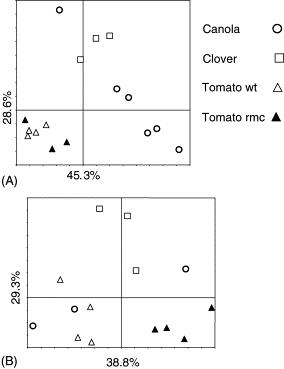 Canola
Clover
Tomato wt
Tomato rmc
28.6%
45.3%
(A)
29.3%
38.8%
(B)